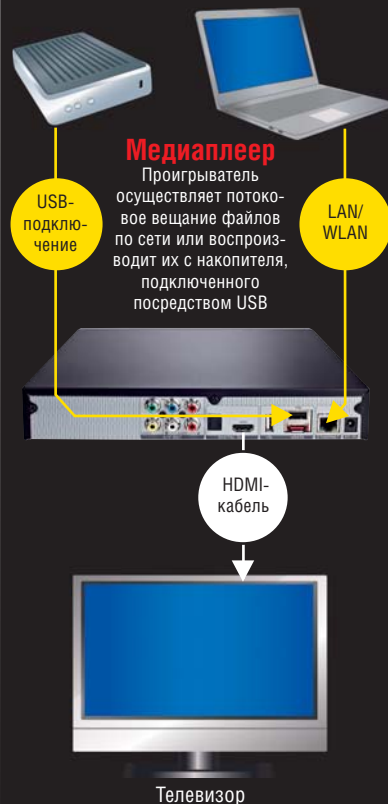 Медиаплеер
Проигрыватель
осуществляет потоко-
вое вещание файлов
по сети или воспроиз-
водит их с накопителя,
подключенного
посредством USB
USB-
подклю-
чение
LAN/
WLAN
HDMI-
кабель
Телевизор